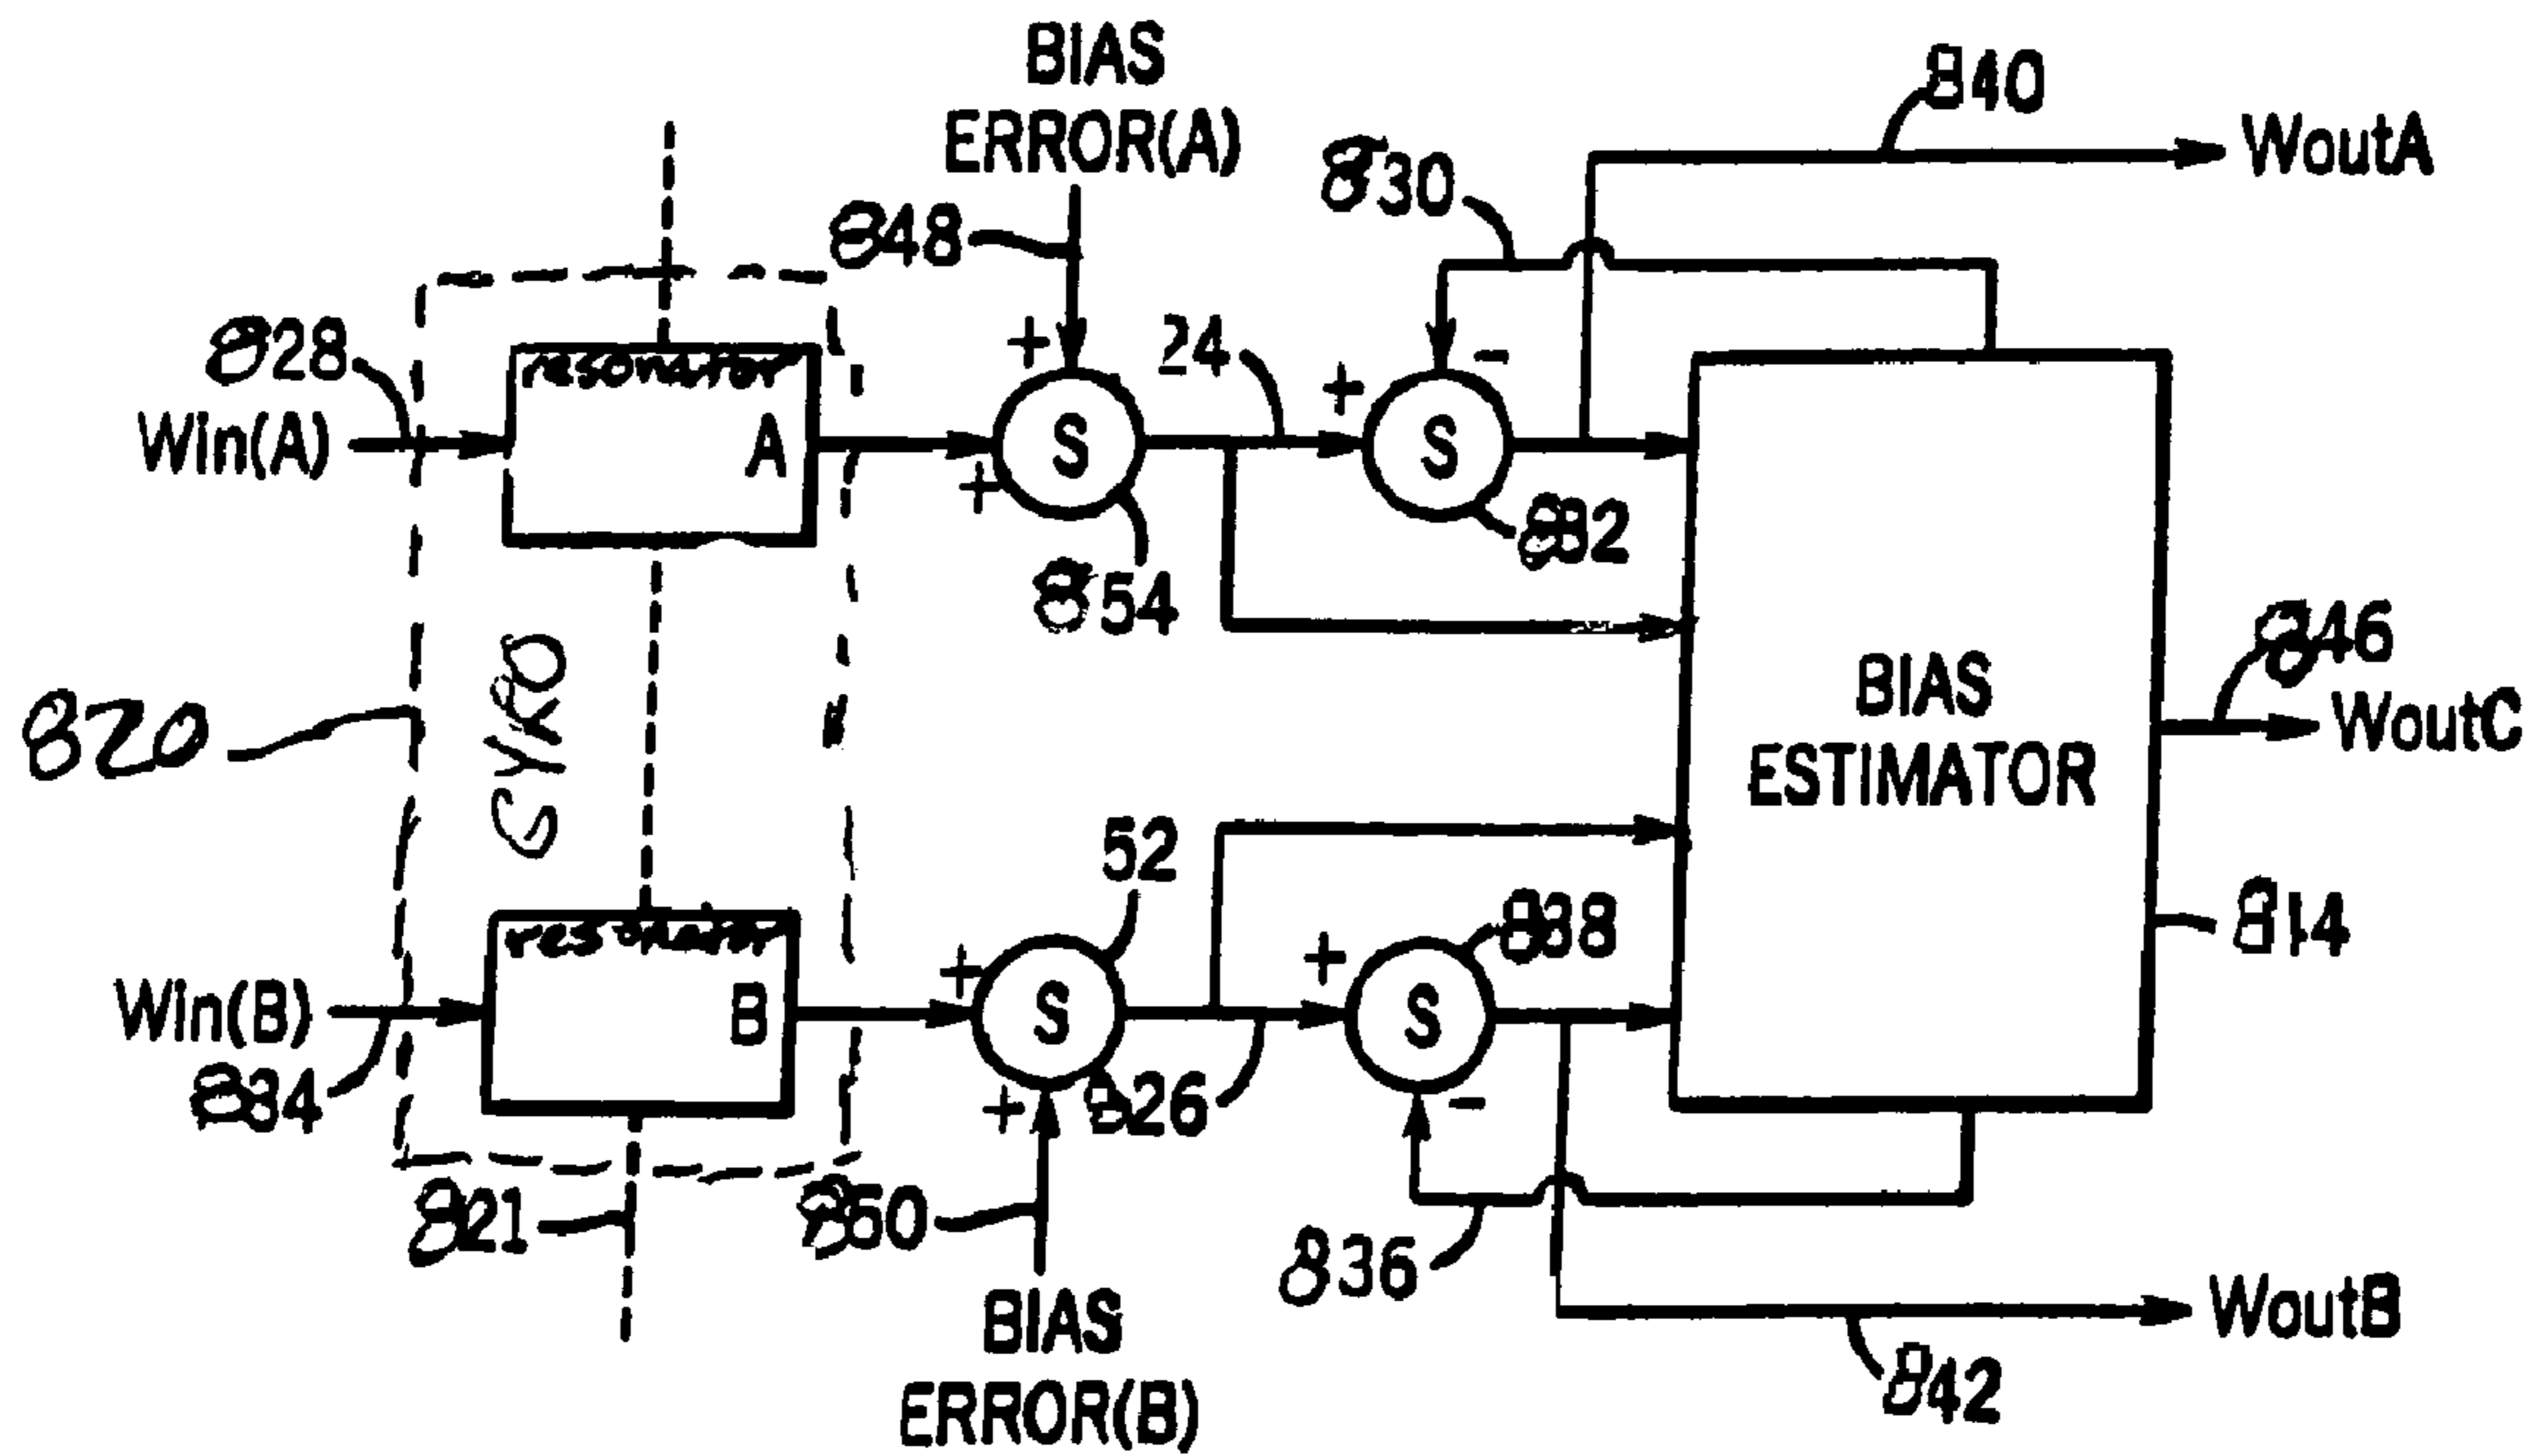 BIAS
ERROR(A)
840
WoutA
830
848
828
resonator
24
Win(A)
A
S
S
832
854
+
+
+
-
GYRO
820
BIAS
ESTIMATOR
846
WoutC
52
838
814
resonator
Win(B)
B
S
S
834
826
+
+
+
-
821
850
836
BIAS
ERROR(B)
WoutB
842